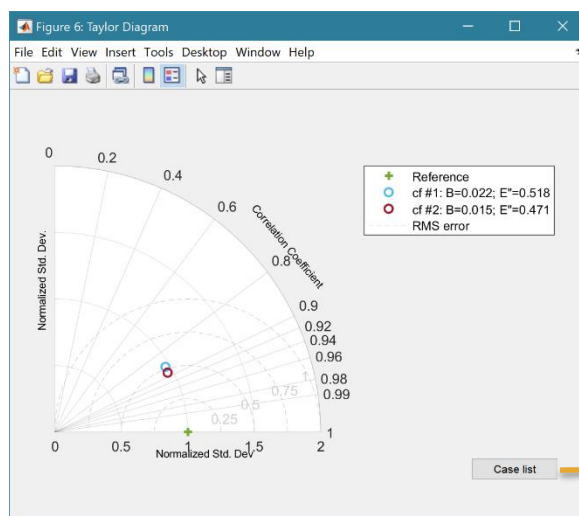 Figure 6: Taylor Diagram
File Edit View Insert Tools Desktop Window Help
0
0.2
0.4
0.6
0.8
0.9
0.92
0.94
0.96
0.98
0.99
1
Correlation Coefficient
Normalized Std. Dev.
Reference
cf #1: B=0.022; E"=0.518
cf #2: B=0.015; E"=0.471
RMS error
1
0.75
0.5
0.25
0 0.5 1 1.5 2
Normalized Std. Dev
Case list